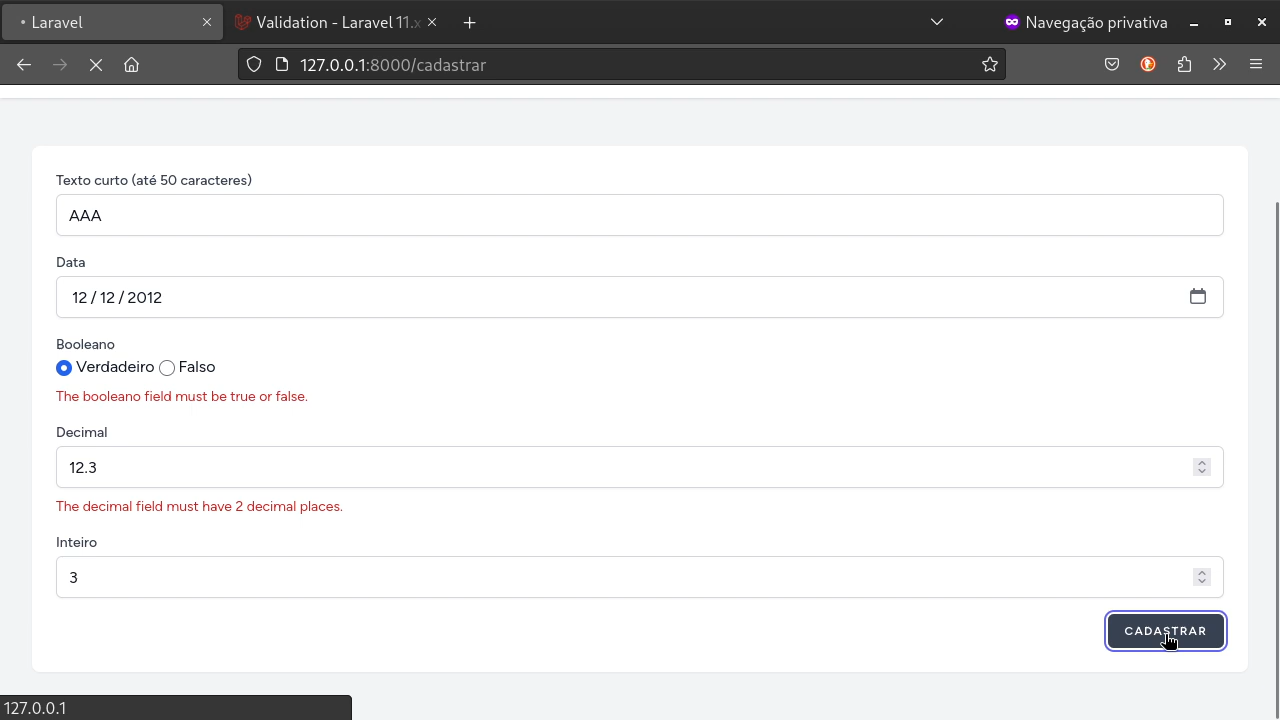 Laravel
Validation - Laravel 11.x
Navegação privativa
127.0.0.1:8000/cadastrar
Texto curto (até 50 caracteres)
AAA
Data
12 / 12 / 2012
Booleano
Verdadeiro Falso
The booleano field must be true or false.
Decimal
12.3
The decimal field must have 2 decimal places.
Inteiro
3
CADASTRAR
127.0.0.1